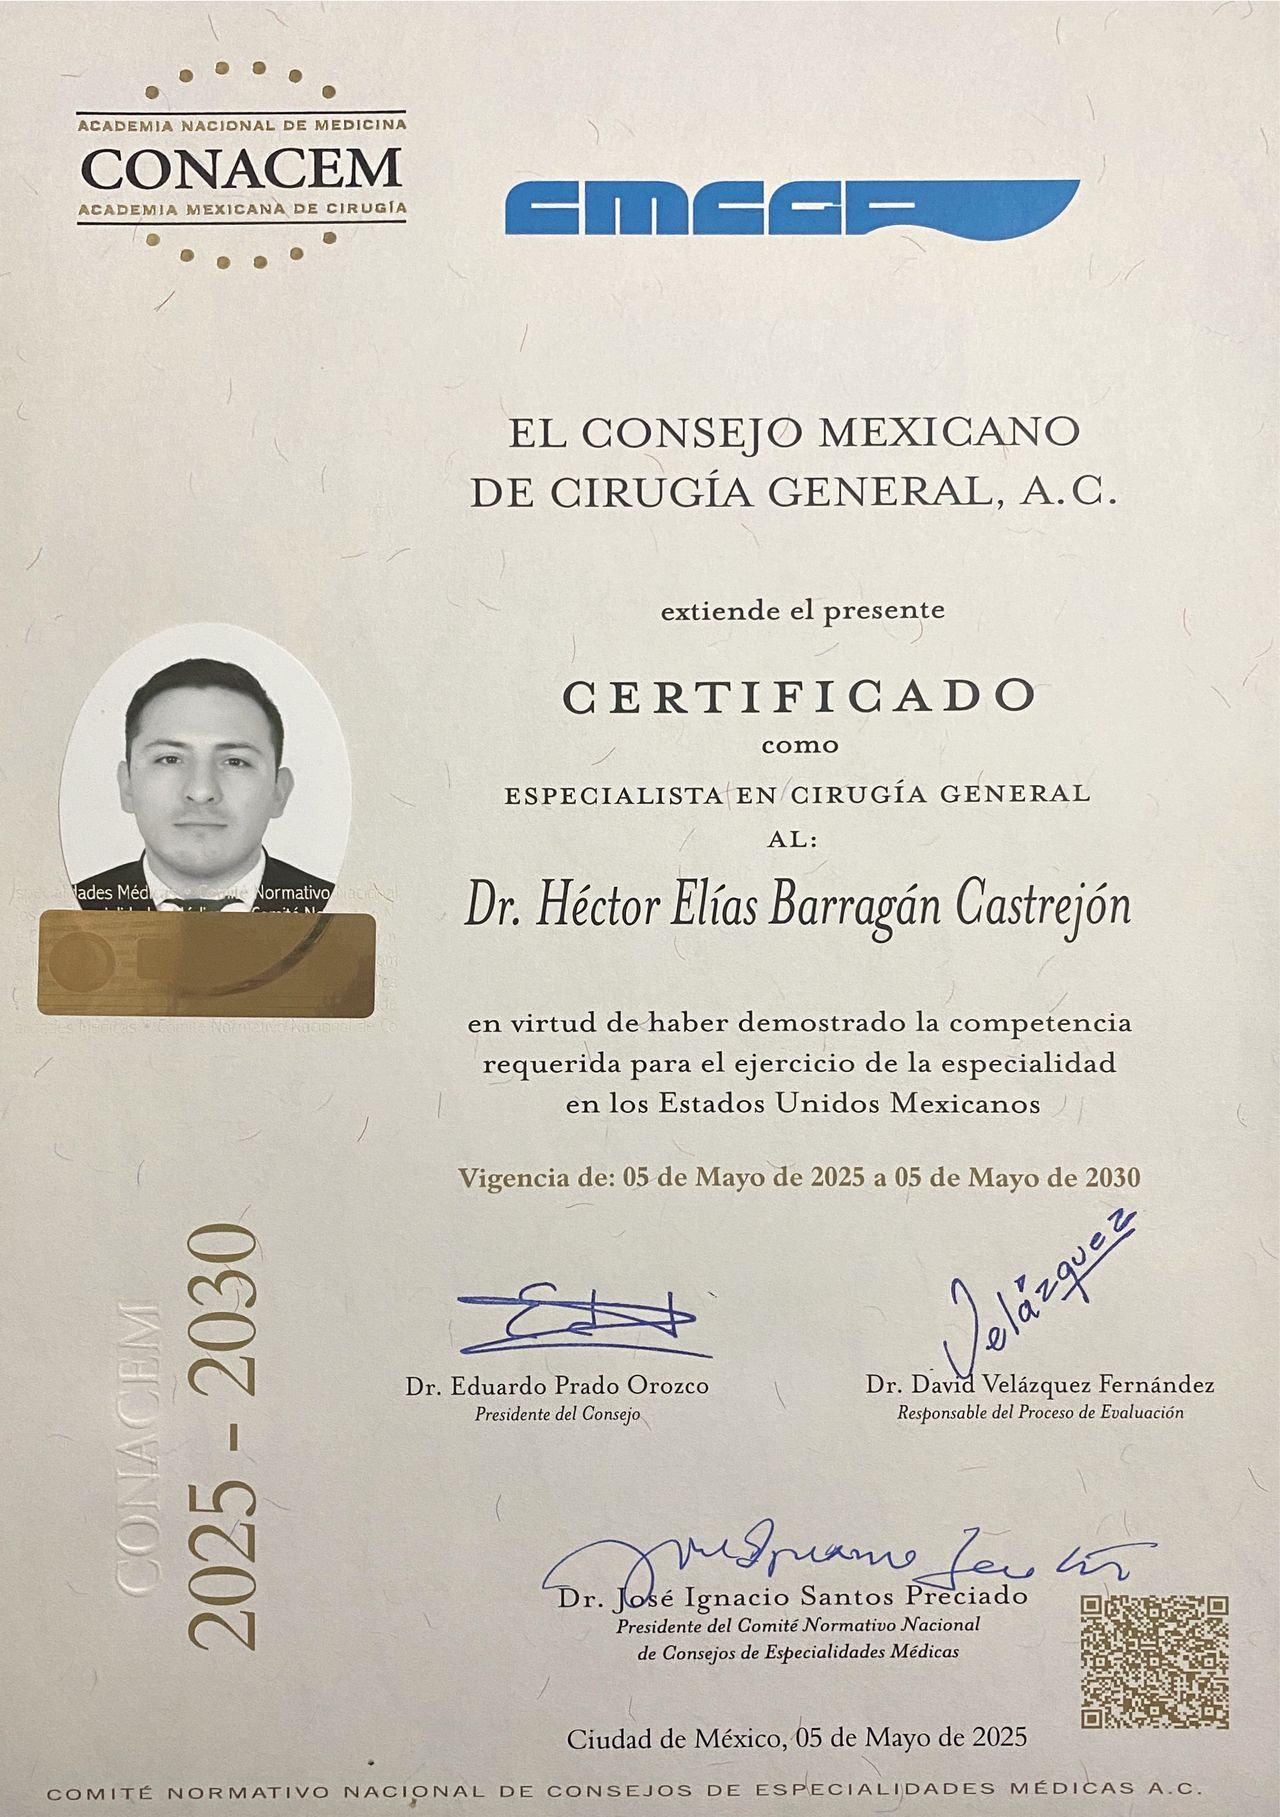 ACADEMIA NACIONAL DE MEDICINA
CONACEM
ACADEMIA MEXICANA DE CIRUGÍA
CMCG
EL CONSEJO MEXICANO
DE CIRUGÍA GENERAL, A.C.
extiende el presente
CERTIFICADO
como
ESPECIALISTA EN CIRUGÍA GENERAL
AL:
Dr. Héctor Elías Barragán Castrejón
en virtud de haber demostrado la competencia
requerida para el ejercicio de la especialidad
en los Estados Unidos Mexicanos
Vigencia de: 05 de Mayo de 2025 a 05 de Mayo de 2030
Normativo
CONACEM
2025 - 2030
Velázquez
Dr. Eduardo Prado Orozco
Presidente del Consejo
Dr. David Velázquez Fernández
Responsable del Proceso de Evaluación
Dr. José Ignacio Santos Preciado
Presidente del Comité Normativo Nacional
de Consejos de Especialidades Médicas
Ciudad de México, 05 de Mayo de 2025
COMITÉ NORMATIVO NACIONAL DE CONSEJOS DE ESPECIALIDADES MÉDICAS A.C.